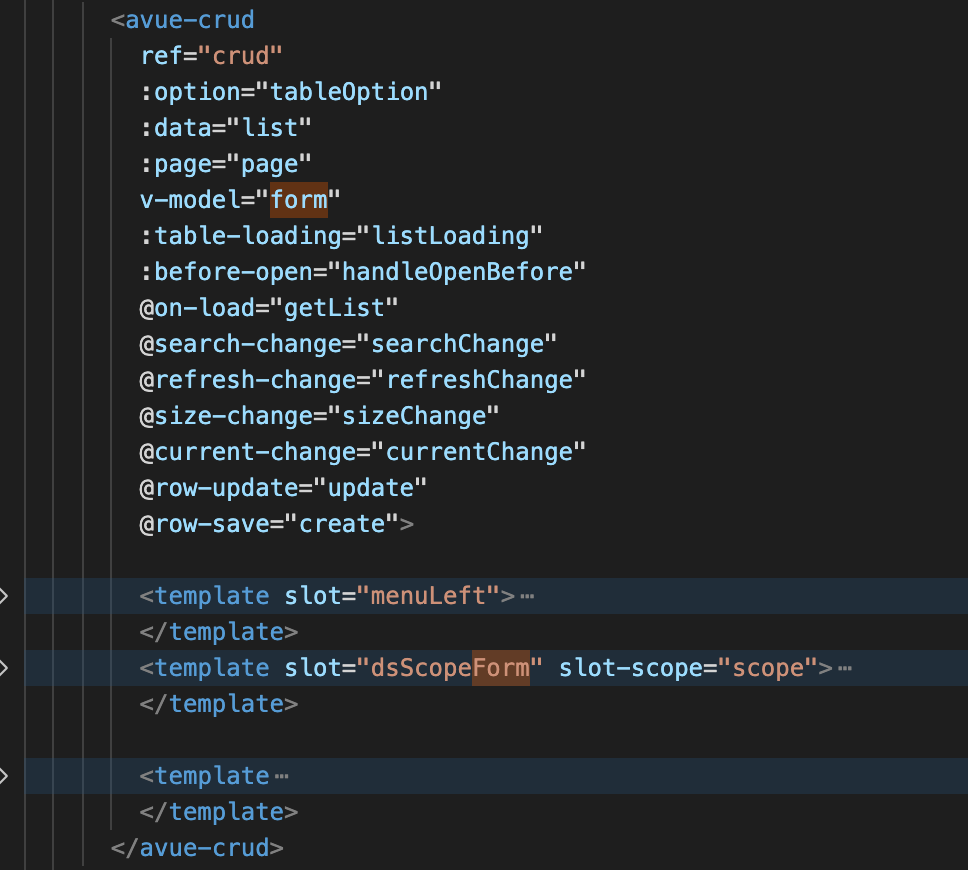 <avue-crud
ref="crud"
:option="tableOption"
:data="list"
:page="page"
v-model="form"
:table-loading="listLoading"
:before-open="handleOpenBefore"
@on-load="getList"
@search-change="searchChange"
@refresh-change="refreshChange"
@size-change="sizeChange"
@current-change="currentChange"
@row-update="update"
@row-save="create">
<template slot="menuLeft">⋯
</template>
<template slot="dsScopeForm" slot-scope="scope">⋯
</template>
<template⋯
</template>
</avue-crud>